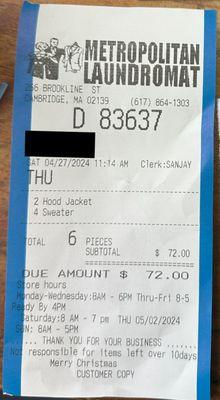 METROPOLITAN
LAUNDROMAT
256 BROOKLINE ST
CAMBRIDGE, MA 02139 (617) 864-1303
D 83637
SAT 04/27/2024 11:14 AM Clerk:SANJAY
THU
2 Hood Jacket
4 Sweater
TOTAL 6 PIECES
SUBTOTAL $ 72.00
DUE AMOUNT $ 72.00
Store hours
Monday-Wednesday:8AM - 6PM Thru-Fri 8-5
Ready By 4PM
Saturday:8 AM - 7 pm THU 05/02/2024
SUN: 8AM - 5PM
..... THANK YOU FOR YOUR BUSINESS .....
Not responsible for items left over 10days
Merry Christmas
CUSTOMER COPY